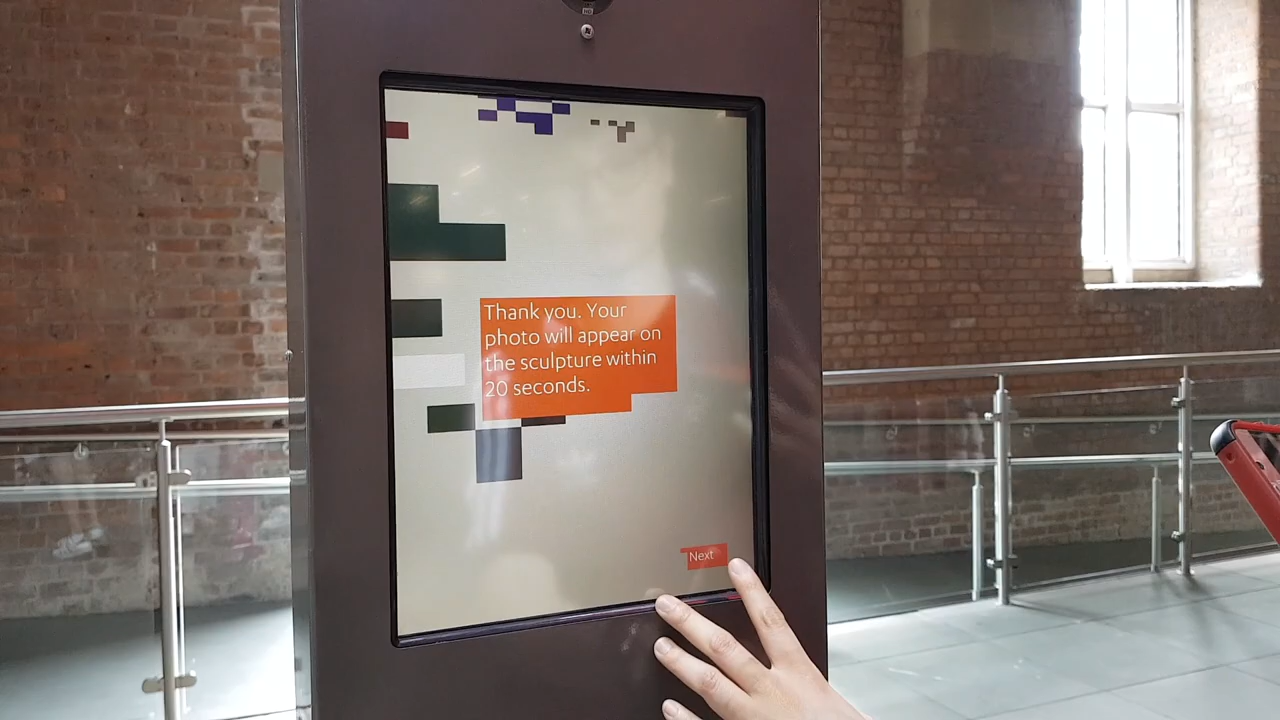 Thank you. Your
photo will appear on
the sculpture within
20 seconds.
Next